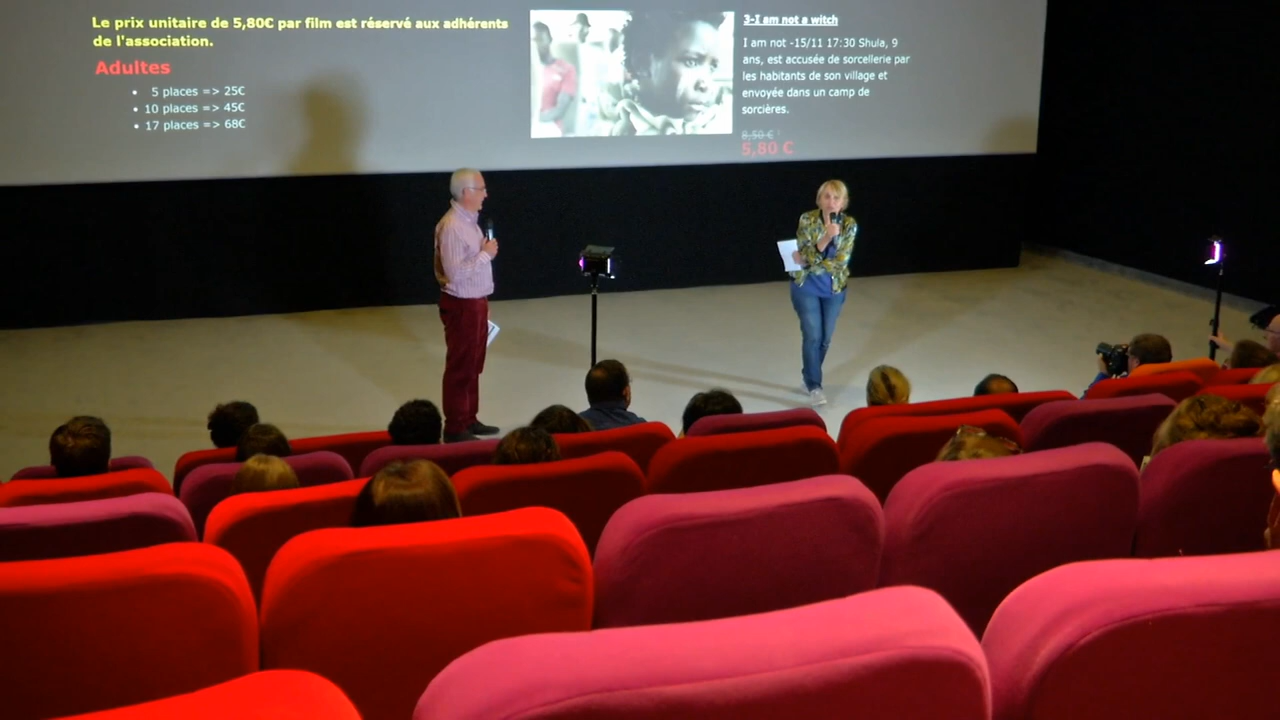 Le prix unitaire de 5,80€ par film est réservé aux adhérents
de l'association.
Adultes
• 5 places => 25€
• 10 places => 45€
• 17 places => 68€
3-I am not a witch
I am not -15/11 17:30 Shula, 9
ans, est accusée de sorcellerie par
les habitants de son village et
envoyée dans un camp de
sorcières.
8,50 €
5,80 €